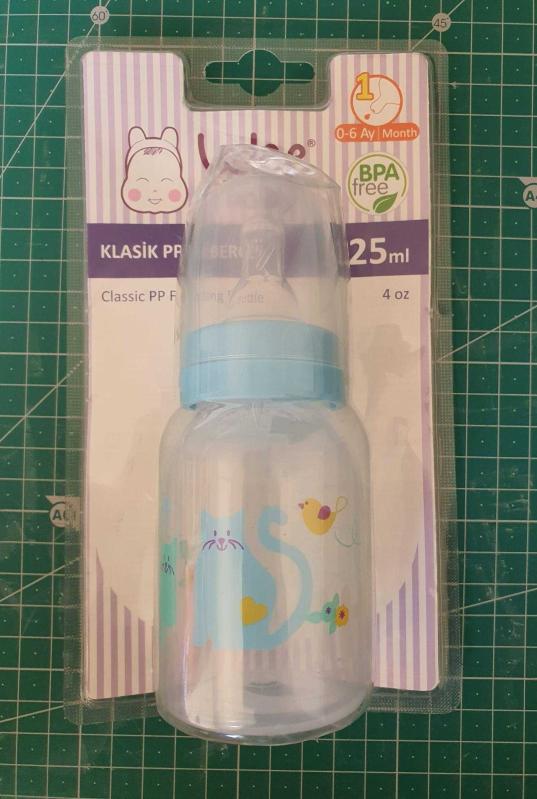 60°
45°
1
0-6 Ay | Month
BPA
free
KLASİK PP
25ml
Classic PP F
4 oz